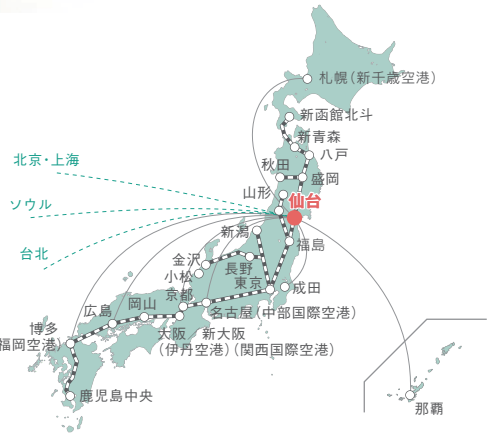 札幌(新千歳空港)
新函館北斗
新青森
八戸
秋田
盛岡
北京・上海
山形
仙台
ソウル
新潟
福島
台北
金沢
長野
小松
東京
成田
京都
岡山
広島
名古屋(中部国際空港)
博多
福岡空港)
大阪
(伊丹空港)
新大阪
(関西国際空港)
鹿児島中央
那覇